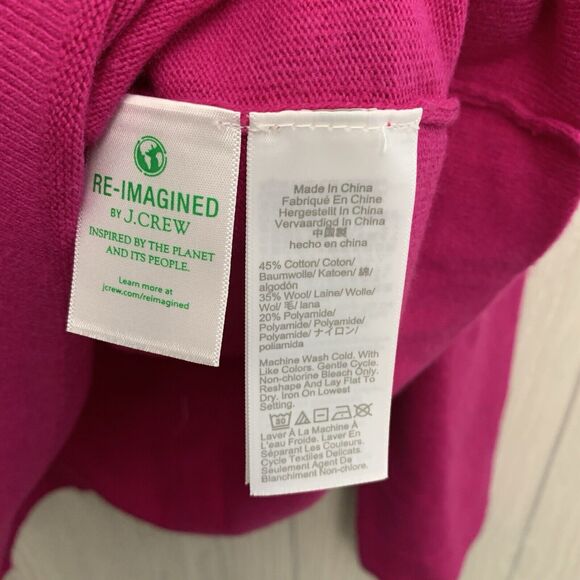 RE-IMAGINED
BY J.CREW
INSPIRED BY THE PLANET
AND ITS PEOPLE.
Learn more at
jcrew.com/reimagined
Made In China
Fabriqué En Chine
Hergestellt In China
Vervaardigd In China
中国製
hecho en china
45% Cotton/ Coton/
Baumwolle/ Katoen/ 綿/
algodón
35% Wool/ Laine/ Wolle/
Wol/ 毛/ lana
20% Polyamide/
Polyamide/ Polyamid/
Polyamide/ ナイロン/
poliamida
Machine Wash Cold, With
Like Colors. Gentle Cycle.
Non-chlorine Bleach Only.
Reshape And Lay Flat To
Dry. Iron On Lowest
Setting.
30
Laver À La Machine À
L'eau Froide. Laver En
Séparant Les Couleurs.
Cycle Textiles Delicats.
Seulement Agent De
Blanchiment Non-chlore.